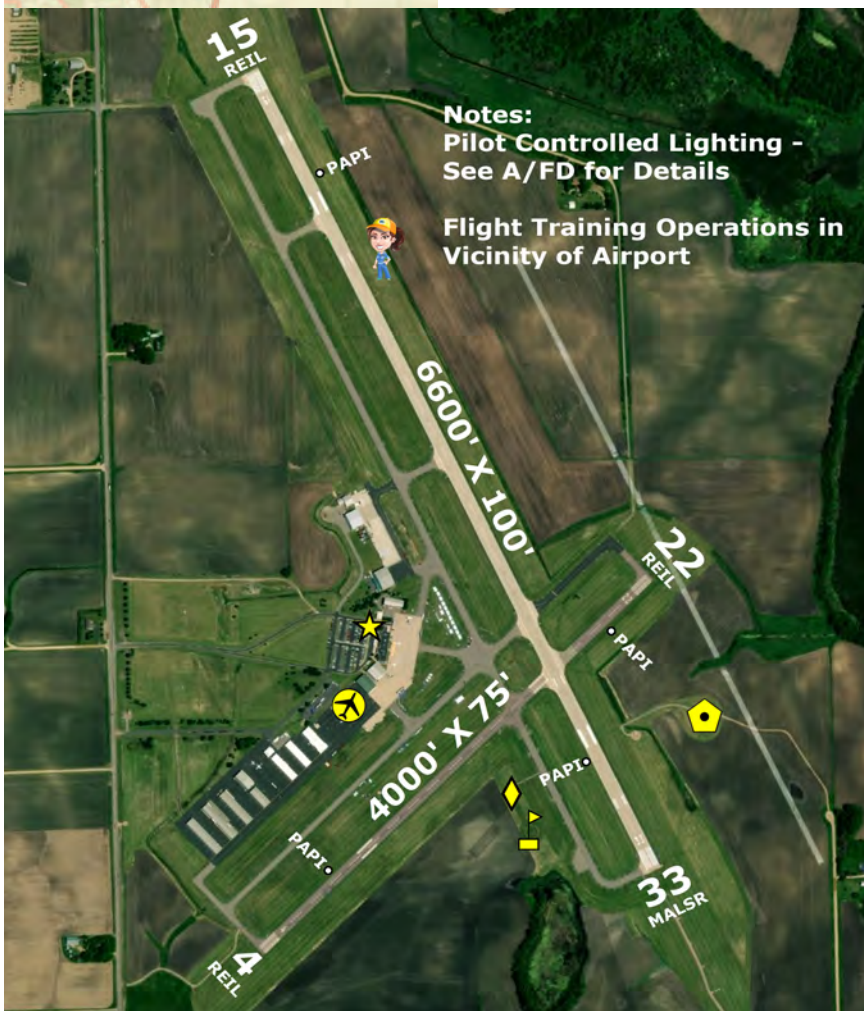 15
REIL
Notes:
Pilot Controlled Lighting -
See A/FD for Details
Flight Training Operations in
Vicinity of Airport
PAPI
6600' X 100'
22
REIL
PAPI
4000' X 75'
PAPI
PAPI
33
MALSR
4
REIL